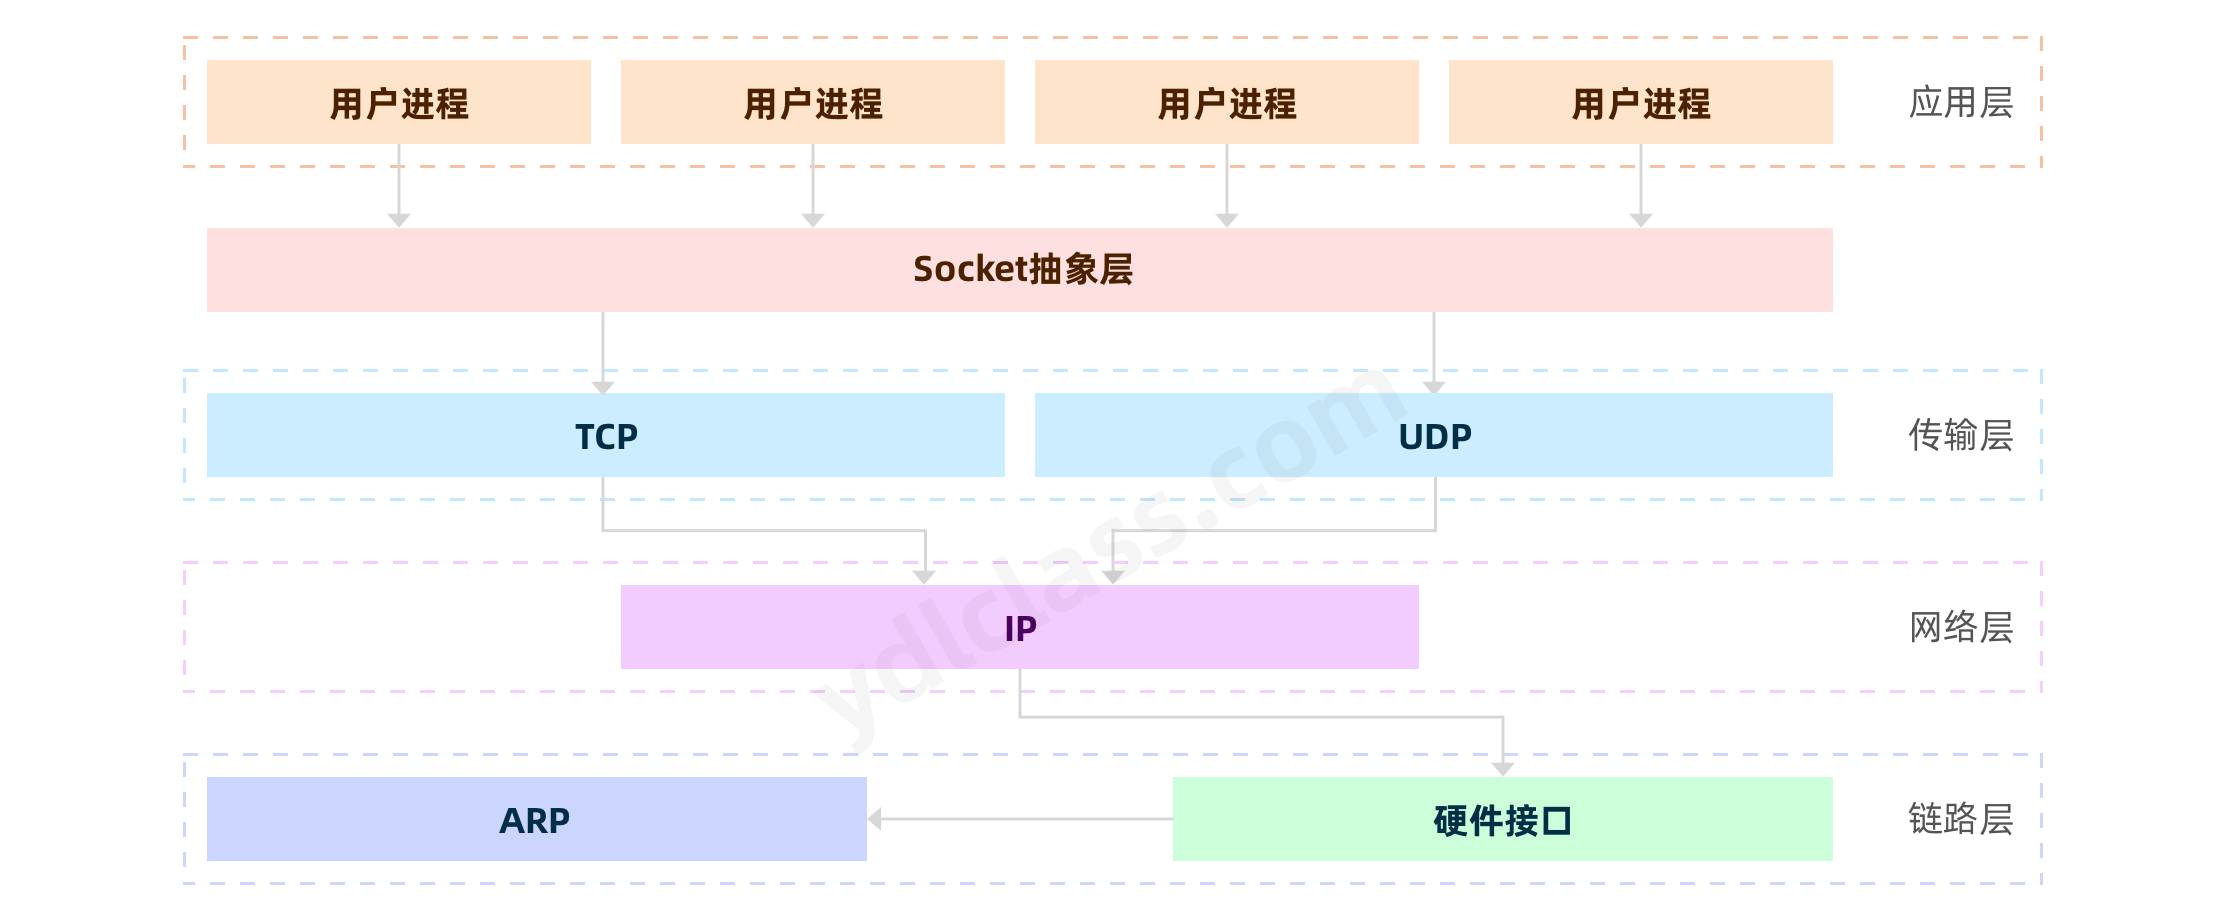 用户进程 用户进程 用户进程 用户进程 应用层
Socket抽象层
TCP UDP 传输层
IP 网络层
ARP 硬件接口 链路层
ydlclass.com